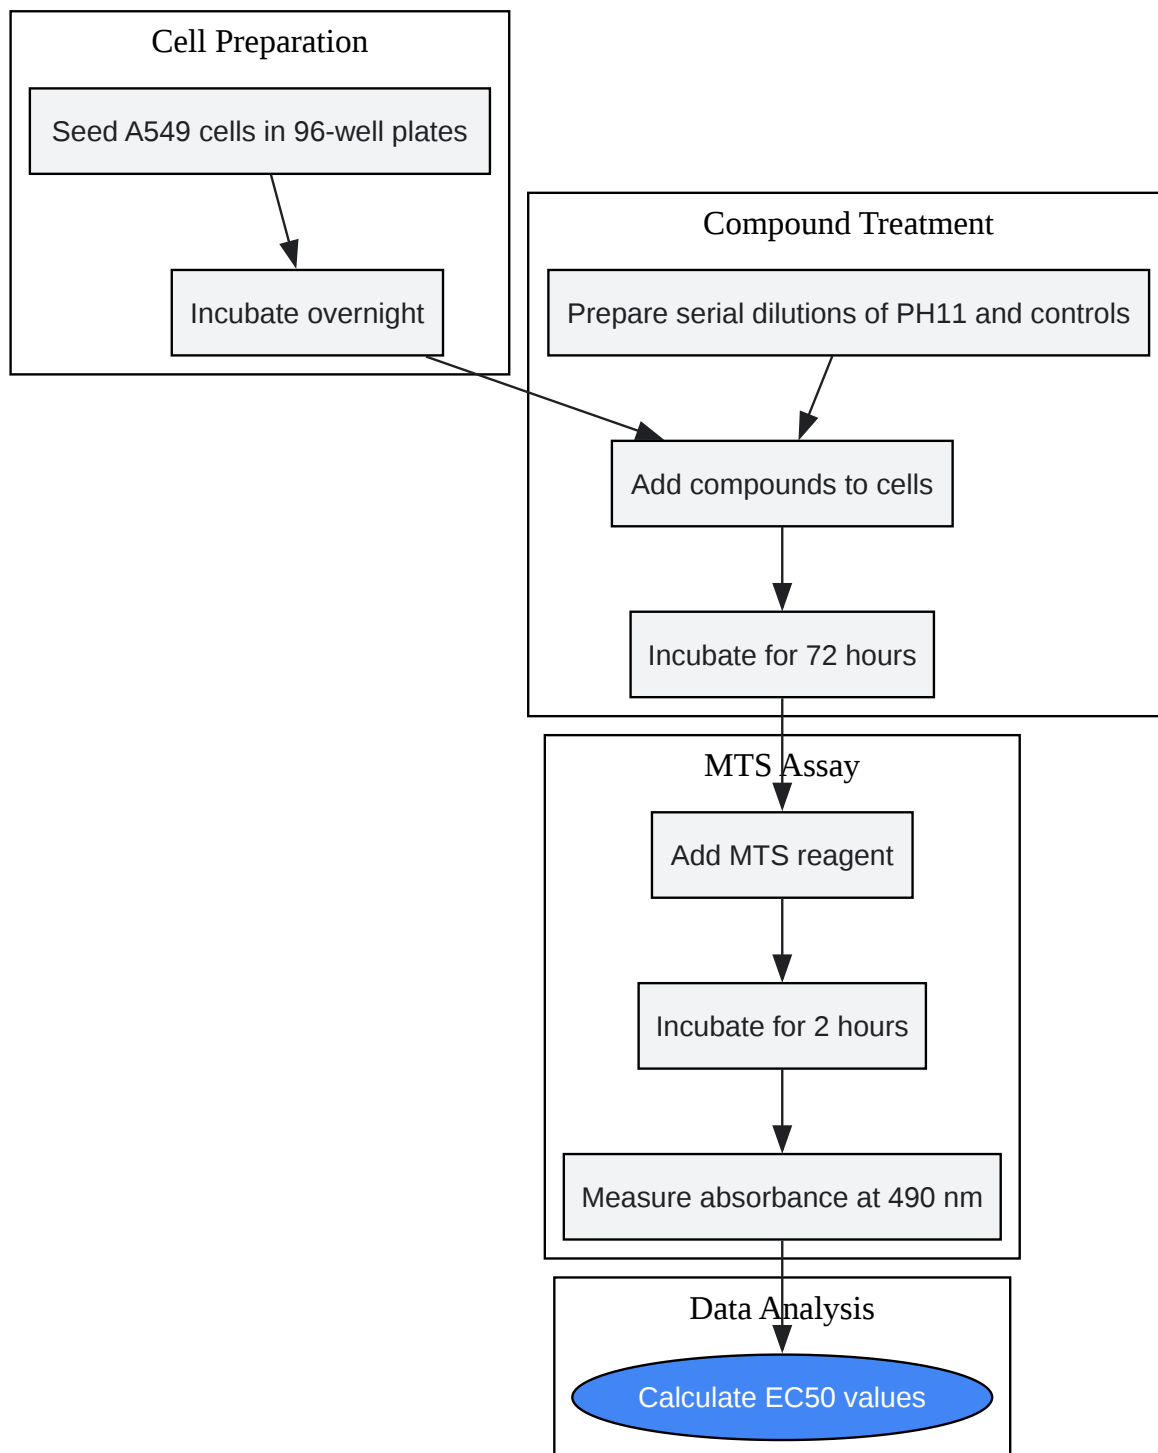 Cell Preparation
Seed A549 cells in 96-well plates
Incubate overnight
Compound Treatment
Prepare serial dilutions of PH11 and controls
Add compounds to cells
Incubate for 72 hours
MTS Assay
Add MTS reagent
Incubate for 2 hours
Measure absorbance at 490 nm
Data Analysis
Calculate EC50 values